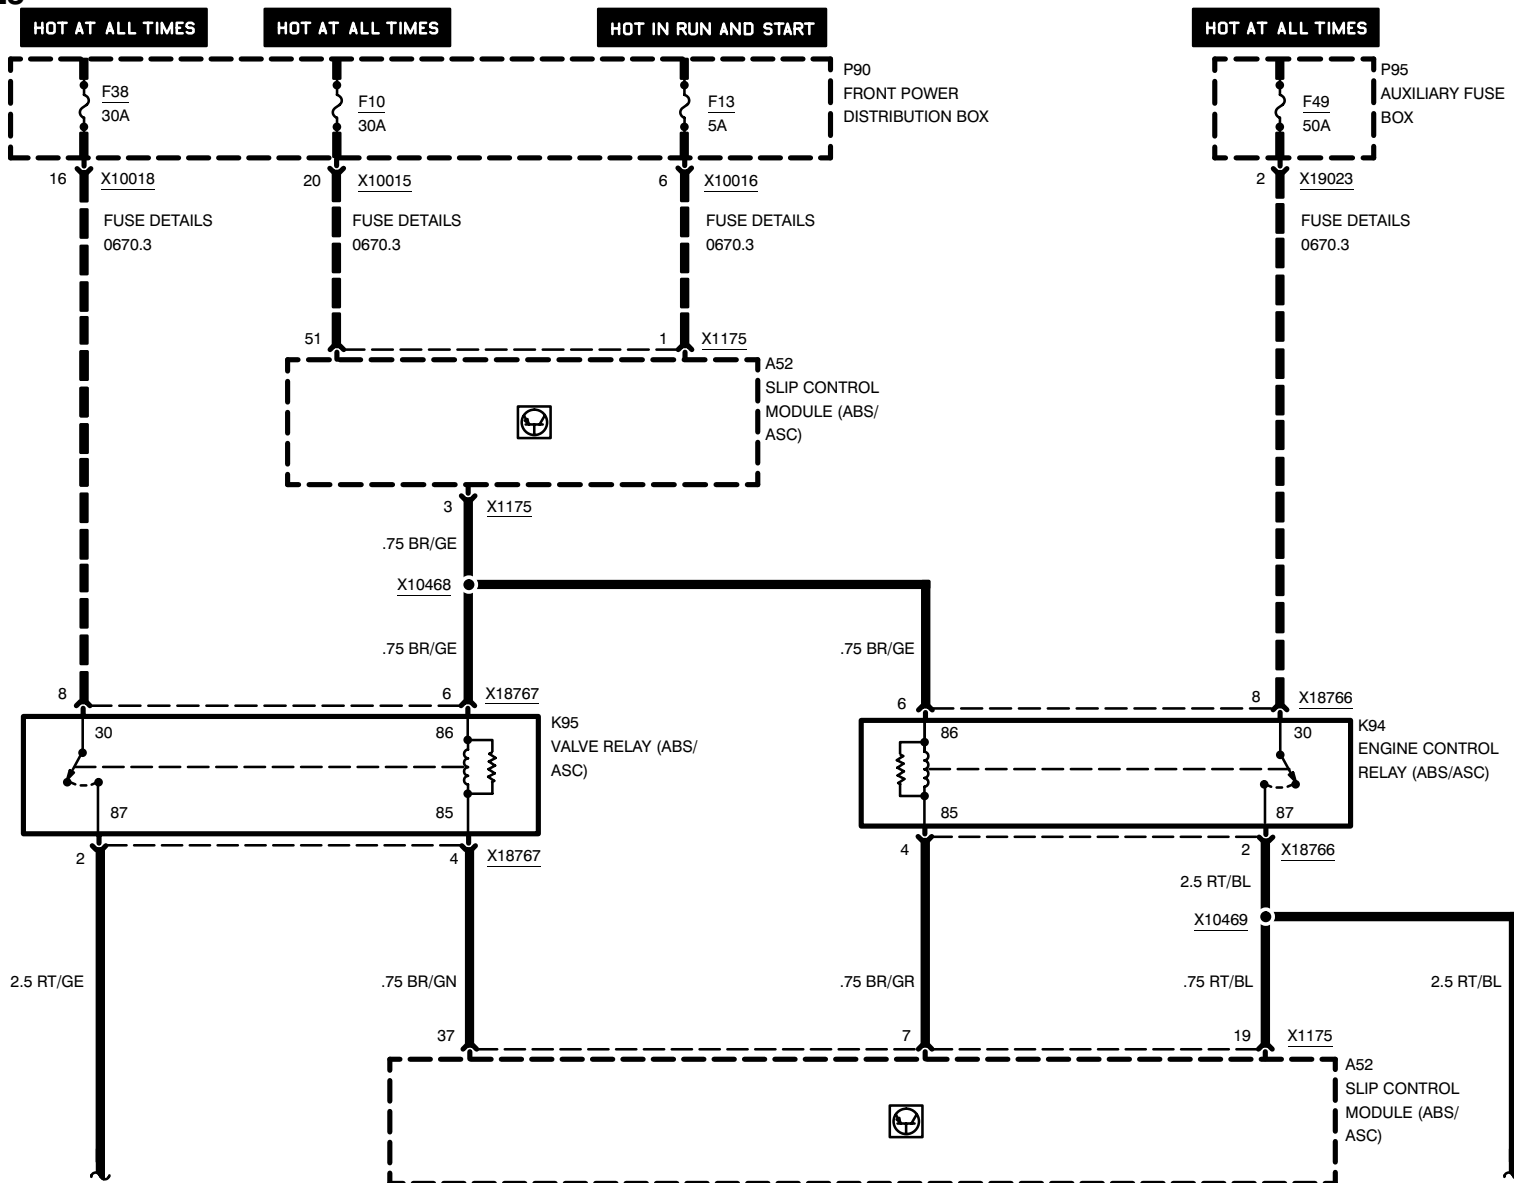 HOT AT ALL TIMES
HOT AT ALL TIMES
HOT IN RUN AND START
HOT AT ALL TIMES
F38
30A
F10
30A
F13
5A
P90
FRONT POWER
DISTRIBUTION BOX
F49
50A
P95
AUXILIARY FUSE
BOX
16 X10018
20 X10015
6 X10016
2 X19023
FUSE DETAILS
0670.3
FUSE DETAILS
0670.3
FUSE DETAILS
0670.3
FUSE DETAILS
0670.3
51
1 X1175
A52
SLIP CONTROL
MODULE (ABS/
ASC)
3 X1175
.75 BR/GE
X10468
.75 BR/GE
.75 BR/GE
8
6 X18767
6
8 X18766
30
86
K95
VALVE RELAY (ABS/
ASC)
87
85
86
30
K94
ENGINE CONTROL
RELAY (ABS/ASC)
85
87
2
4 X18767
4
2 X18766
2.5 RT/BL
X10469
2.5 RT/GE
.75 BR/GN
.75 BR/GR
.75 RT/BL
2.5 RT/BL
37
7
19 X1175
A52
SLIP CONTROL
MODULE (ABS/
ASC)